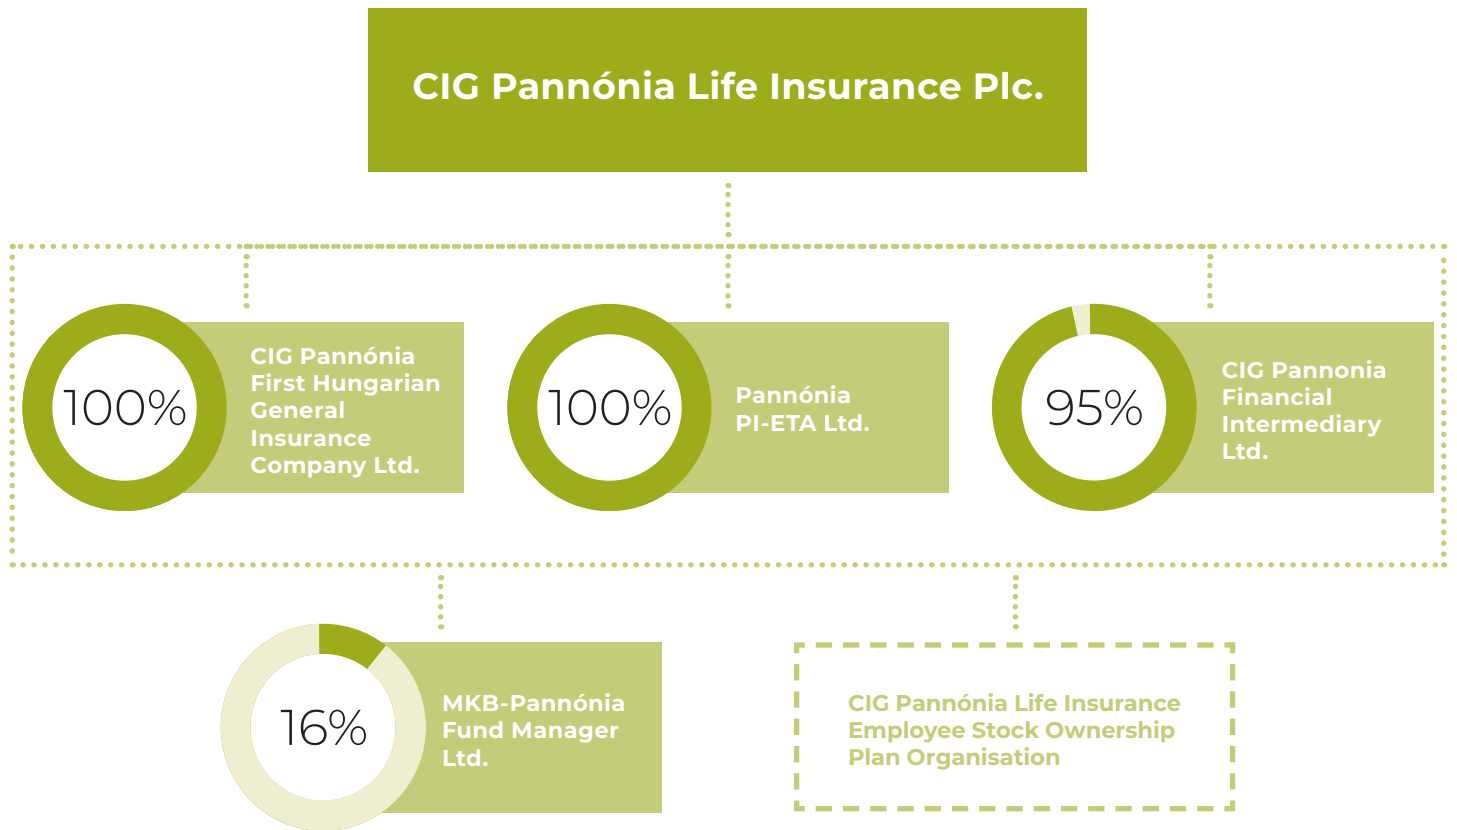 CIG Pannónia Life Insurance Plc.
100%
CIG Pannónia
First Hungarian
General
Insurance
Company Ltd.
100%
Pannónia
PI-ETA Ltd.
95%
CIG Pannonia
Financial
Intermediary
Ltd.
16%
MKB-Pannónia
Fund Manager
Ltd.
CIG Pannónia Life Insurance
Employee Stock Ownership
Plan Organisation